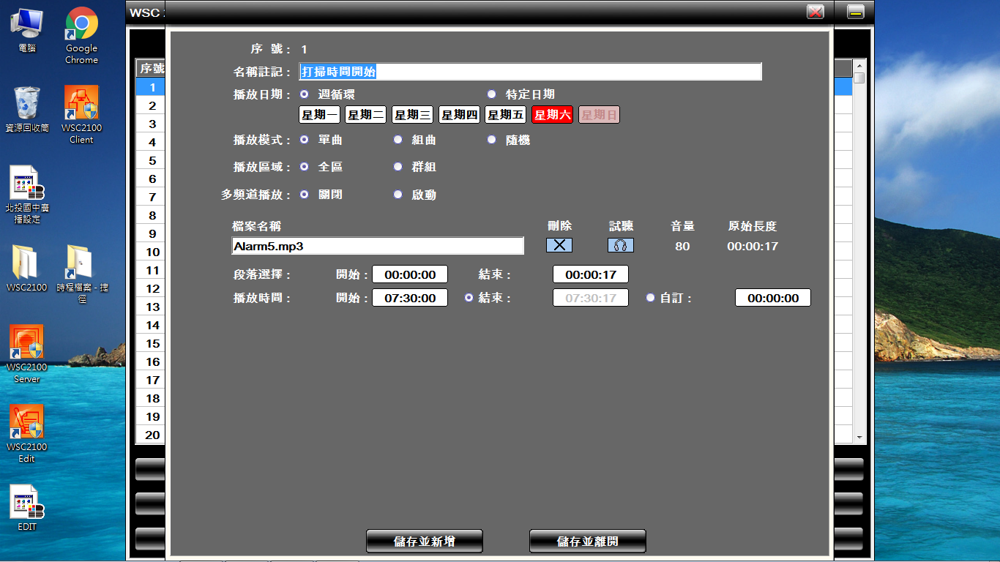 電腦
Google
Chrome
資源回收筒
WSC2100
Client
北投國中廣
播設定
WSC2100
時程檔案 - 捷
徑
WSC2100
Server
WSC2100
Edit
EDIT
WSC 2
序號
1
2
3
4
5
6
7
8
9
10
11
12
13
14
15
16
17
18
19
20
序 號： 1
名稱註記： 打掃時間開始
播放日期： 週循環 特定日期
星期一 星期二 星期三 星期四 星期五 星期六 星期日
播放模式： 單曲 組曲 隨機
播放區域： 全區 群組
多頻道播放： 關閉 啟動
檔案名稱 刪除 試聽 音量 原始長度
Alarm5.mp3 80 00:00:17
段落選擇： 開始： 00:00:00 結束： 00:00:17
播放時間： 開始： 07:30:00 結束： 07:30:17 自訂： 00:00:00
儲存並新增 儲存並離開